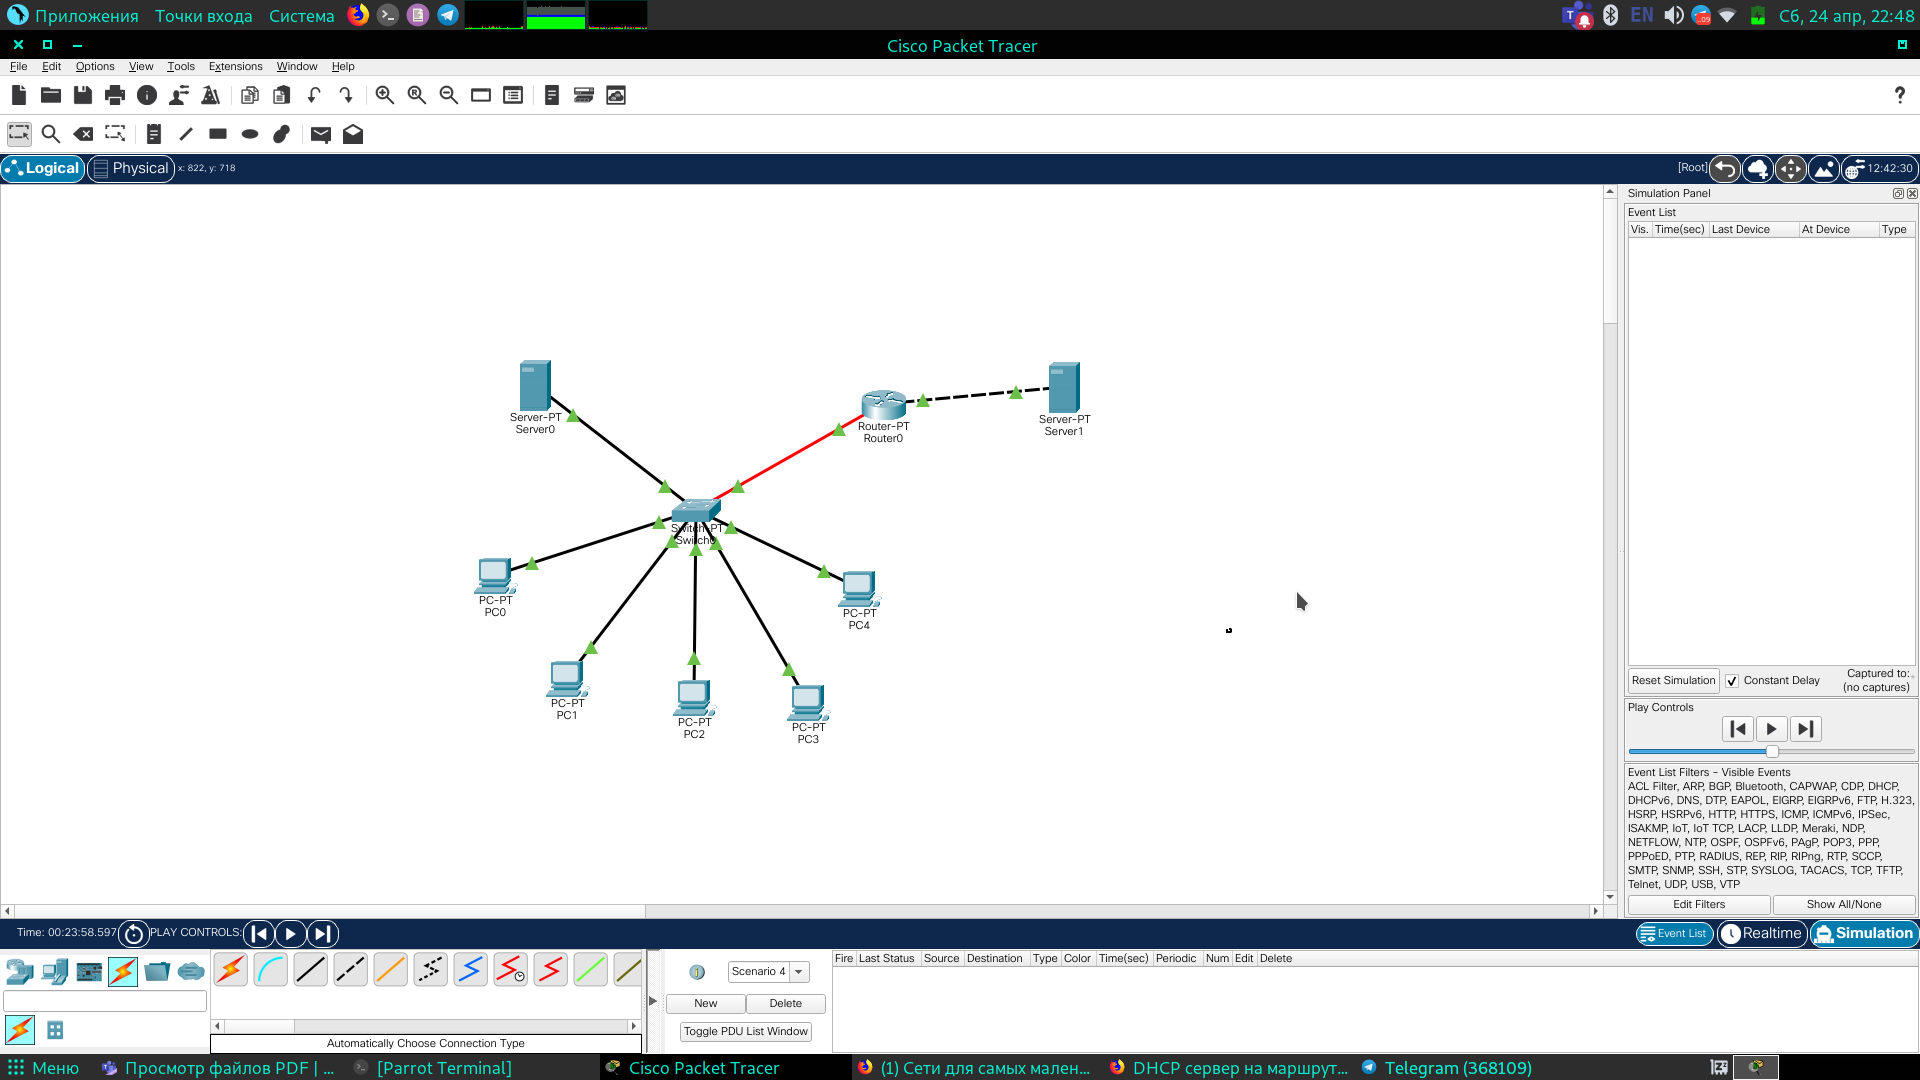 Приложения Точки входа Система EN Сб, 24 апр, 22:48
Cisco Packet Tracer
File Edit Options View Tools Extensions Window Help
Logical Physical x: 822, y: 718 [Root] 12:42:30
Simulation Panel
Event List
Vis. Time(sec) Last Device At Device Type
Server-PT
Server0
Router-PT
Router0
Server-PT
Server1
Switch-PT
Switch0
PC-PT
PC0
PC-PT
PC4
PC-PT
PC1
PC-PT
PC2
PC-PT
PC3
Reset Simulation Constant Delay Captured to:
(no captures)
Play Controls
Event List Filters - Visible Events
ACL Filter, ARP, BGP, Bluetooth, CAPWAP, CDP, DHCP,
DHCPv6, DNS, DTP, EAPOL, EIGRP, EIGRPv6, FTP, H.323,
HSRP, HSRPv6, HTTP, HTTPS, ICMP, ICMPv6, IPSec,
ISAKMP, IoT, IoT TCP, LACP, LLDP, Meraki, NDP,
NETFLOW, NTP, OSPF, OSPFv6, PAgP, POP3, PPP,
PPPoED, PTP, RADIUS, REP, RIP, RIPng, RTP, SCCP,
SMTP, SNMP, SSH, STP, SYSLOG, TACACS, TCP, TFTP,
Telnet, UDP, USB, VTP
Edit Filters Show All/None
Time: 00:23:58.597 PLAY CONTROLS: Event List Realtime Simulation
Fire Last Status Source Destination Type Color Time(sec) Periodic Num Edit Delete
Scenario 4
New Delete
Toggle PDU List Window
Automatically Choose Connection Type
Меню Просмотр файлов PDF | ... [Parrot Terminal] Cisco Packet Tracer (1) Сети для самых мален... DHCP сервер на маршрут... Telegram (368109)